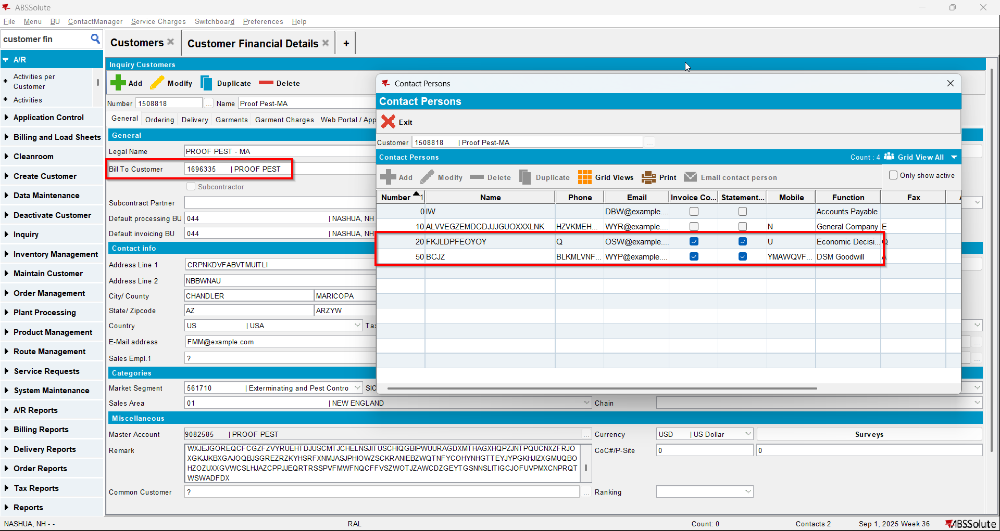 ABSSolute
File Menu BU ContactManager Service Charges Switchboard Preferences Help
customer fin
Customers
Customer Financial Details
+
A/R
Activities per
Customer
Activities
Application Control
Billing and Load Sheets
Cleanroom
Create Customer
Data Maintenance
Deactivate Customer
Inquiry
Inventory Management
Maintain Customer
Order Management
Plant Processing
Product Management
Route Management
Service Requests
System Maintenance
A/R Reports
Billing Reports
Delivery Reports
Order Reports
Tax Reports
Reports
Inquiry Customers
Add Modify Duplicate Delete
Number 1508818 ... Name Proof Pest-MA
General Ordering Delivery Garments Garment Charges Web Portal / App
General
Legal Name PROOF PEST - MA
Bill To Customer 1696335 | PROOF PEST
Subcontractor
Subcontract Partner
Default processing BU 044 | NASHUA, NH
Default invoicing BU 044 | NASHUA, NH
Contact info
Address Line 1 CRPNKDVFABVTMUITLI
Address Line 2 NBBWNAU
City/ County CHANDLER MARICOPA
State/ Zipcode AZ ARZYW
Country US | USA Tax
E-Mail address FMM@example.com ...
Sales Empl.1 ? ...
Categories
Market Segment 561710 | Exterminating and Pest Contro SIC
Sales Area 01 | NEW ENGLAND Chain
Miscellaneous
Master Account 9082585 | PROOF PEST ... Currency USD | US Dollar Surveys
Remark
WXJEJGOREQCFCGZFZVYRUEHTDJUSCMTJCHELNSJITUSCHIQGBIPWUURAGDXMTHAGXHQPZJNTPQUCNXZFRJO
XGKJJKBXGAJOQBJSGREZRZKYHSRFXNMJASJPHIOWZSCKRANIEBZWQTNFYCOHYNHGTTEYJYPGKHJIZXGMUQBO
HZOZUXXGVWCSLHJAZCPPJJEQRTRSSPVFMWFNQCFFVSZWOTJZAWCDZGEYTGSNNSLITIGCJOFUVPMXCNPRQT
WSWADFDX
CoC#/P-Site 0 0
Common Customer ? ... Ranking
Contact Persons
Contact Persons
Exit
Customer 1508818 | Proof Pest-MA ...
Contact Persons Count : 4 Grid View All
Add Modify Delete Duplicate Grid Views Print Email contact person Only show active
Number 1 Name Phone Email Invoice Co... Statement... Mobile Function Fax
0 IW DBW@example.... Accounts Payable
10 ALVVEGZEMDCDJJJGUOXXXLNK HZVKMEH... WYR@example.... N General Company E
20 FKJLDPFEOYOY Q OSW@example.... U Economic Decisi... Q
50 BCJZ BLKMLVNF... WYP@example.... YMAWQVF... DSM Goodwill A
NASHUA, NH - - RAL Count: 0 Contacts 2 Sep 1, 2025 Week 36 ABSSolute